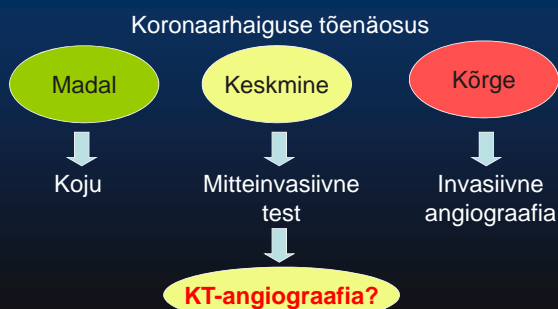 Koronaarhaiguse tõenäosus
Madal
Keskmine
Kõrge
Koju
Mitteinvasiivne
test
Invasiivne
angiograafia
KT-angiograafia?